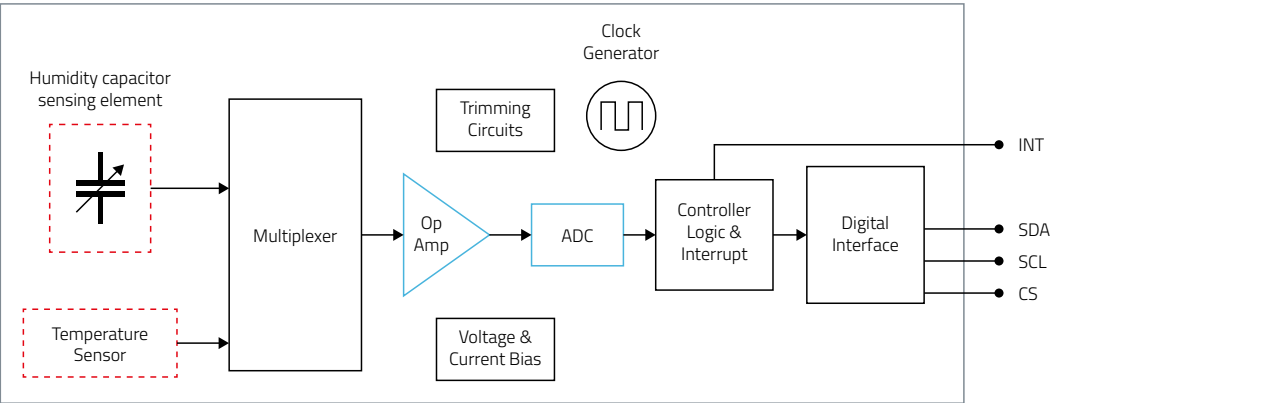 Clock
Generator
Humidity capacitor
sensing element
Trimming
Circuits
INT
Multiplexer
Op
Amp
ADC
Controller
Logic &
Interrupt
Digital
Interface
SDA
SCL
CS
Temperature
Sensor
Voltage &
Current Bias